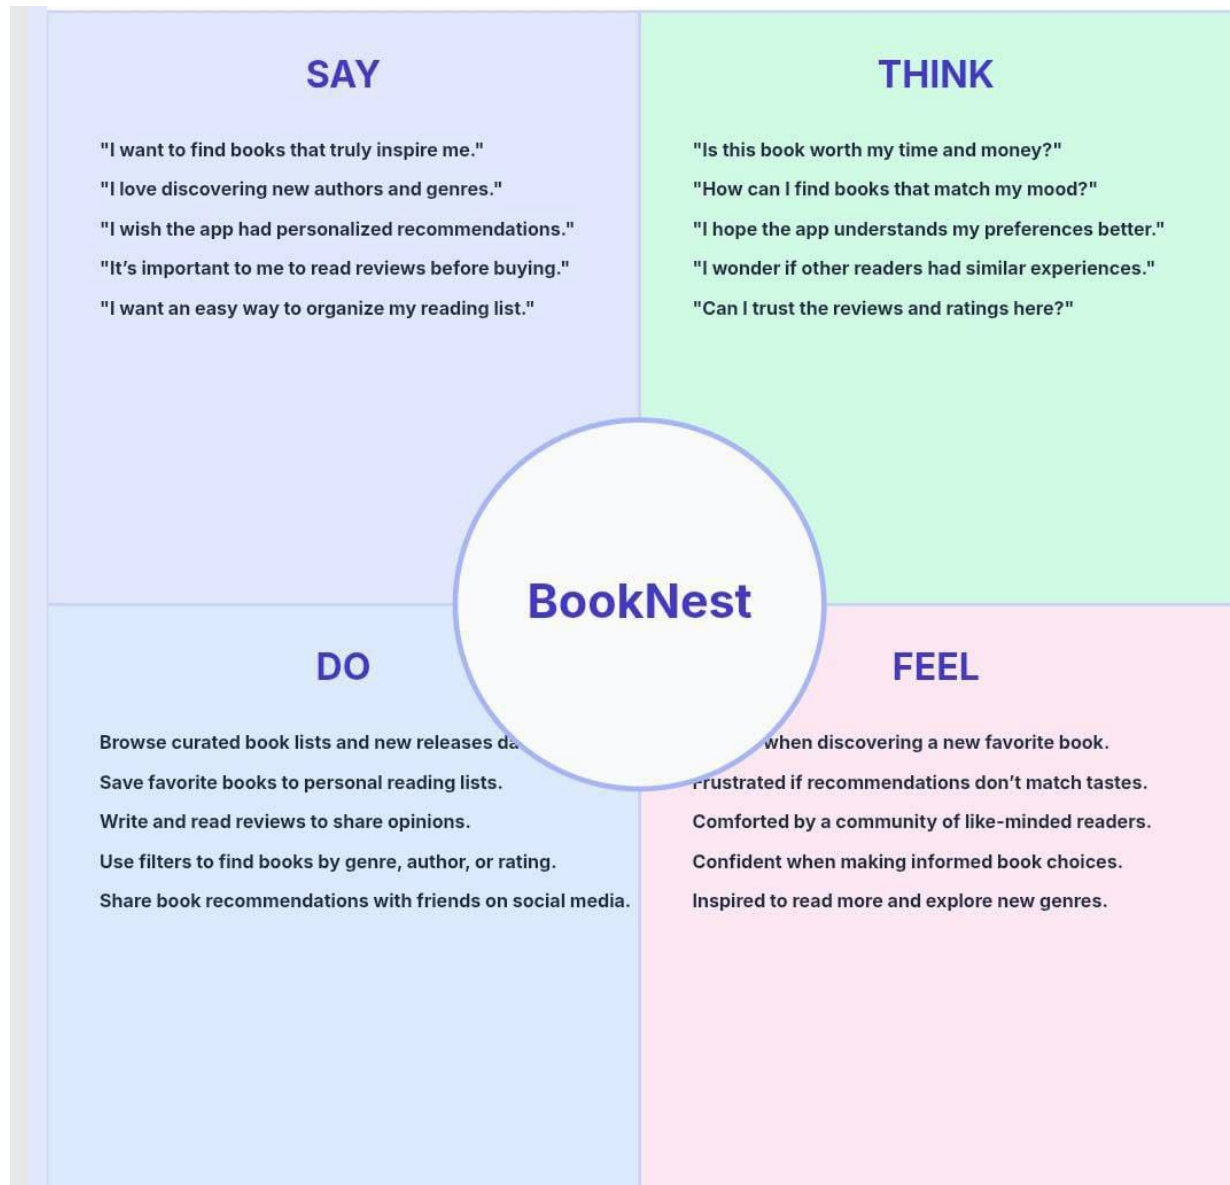 SAY
"I want to find books that truly inspire me."
"I love discovering new authors and genres."
"I wish the app had personalized recommendations."
"It’s important to me to read reviews before buying."
"I want an easy way to organize my reading list."
THINK
"Is this book worth my time and money?"
"How can I find books that match my mood?"
"I hope the app understands my preferences better."
"I wonder if other readers had similar experiences."
"Can I trust the reviews and ratings here?"
BookNest
DO
Browse curated book lists and new releases
Save favorite books to personal reading lists.
Write and read reviews to share opinions.
Use filters to find books by genre, author, or rating.
Share book recommendations with friends on social media.
FEEL
when discovering a new favorite book.
Frustrated if recommendations don’t match tastes.
Comforted by a community of like-minded readers.
Confident when making informed book choices.
Inspired to read more and explore new genres.